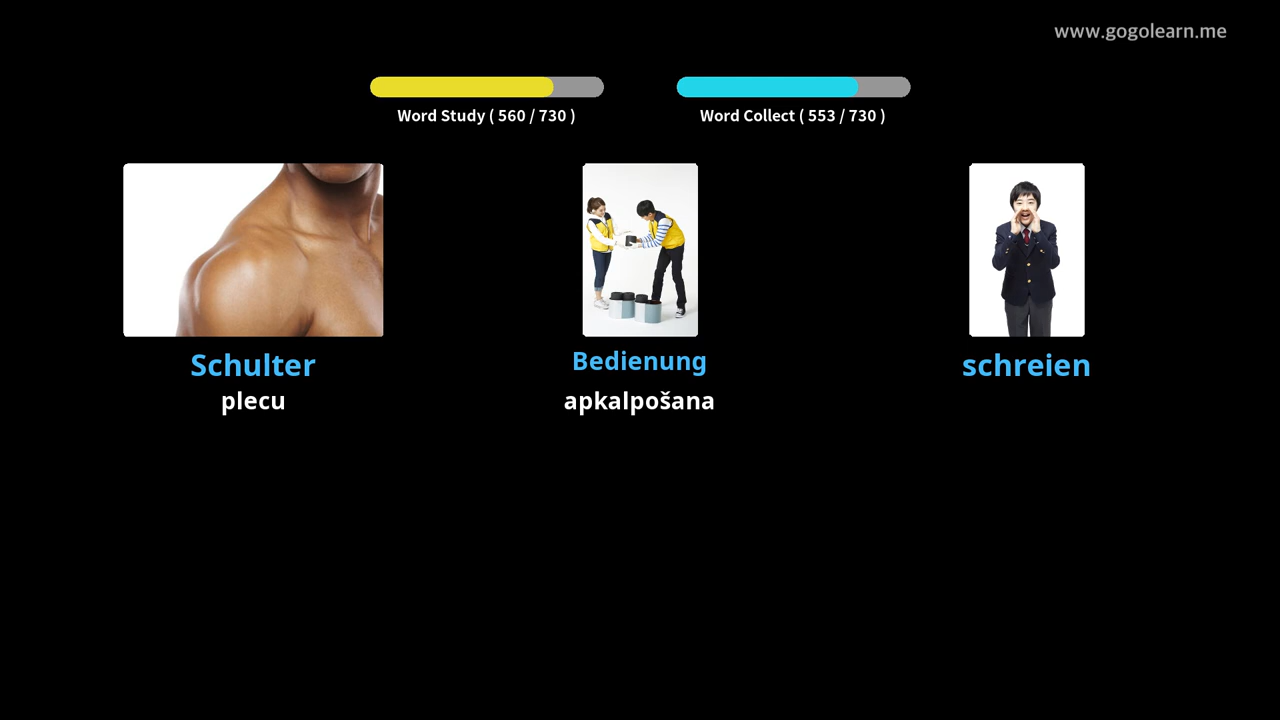 www.gogolearn.me
Word Study ( 560 / 730 )
Word Collect ( 553 / 730 )
Schulter
plecu
Bedienung
apkalpošana
schreien